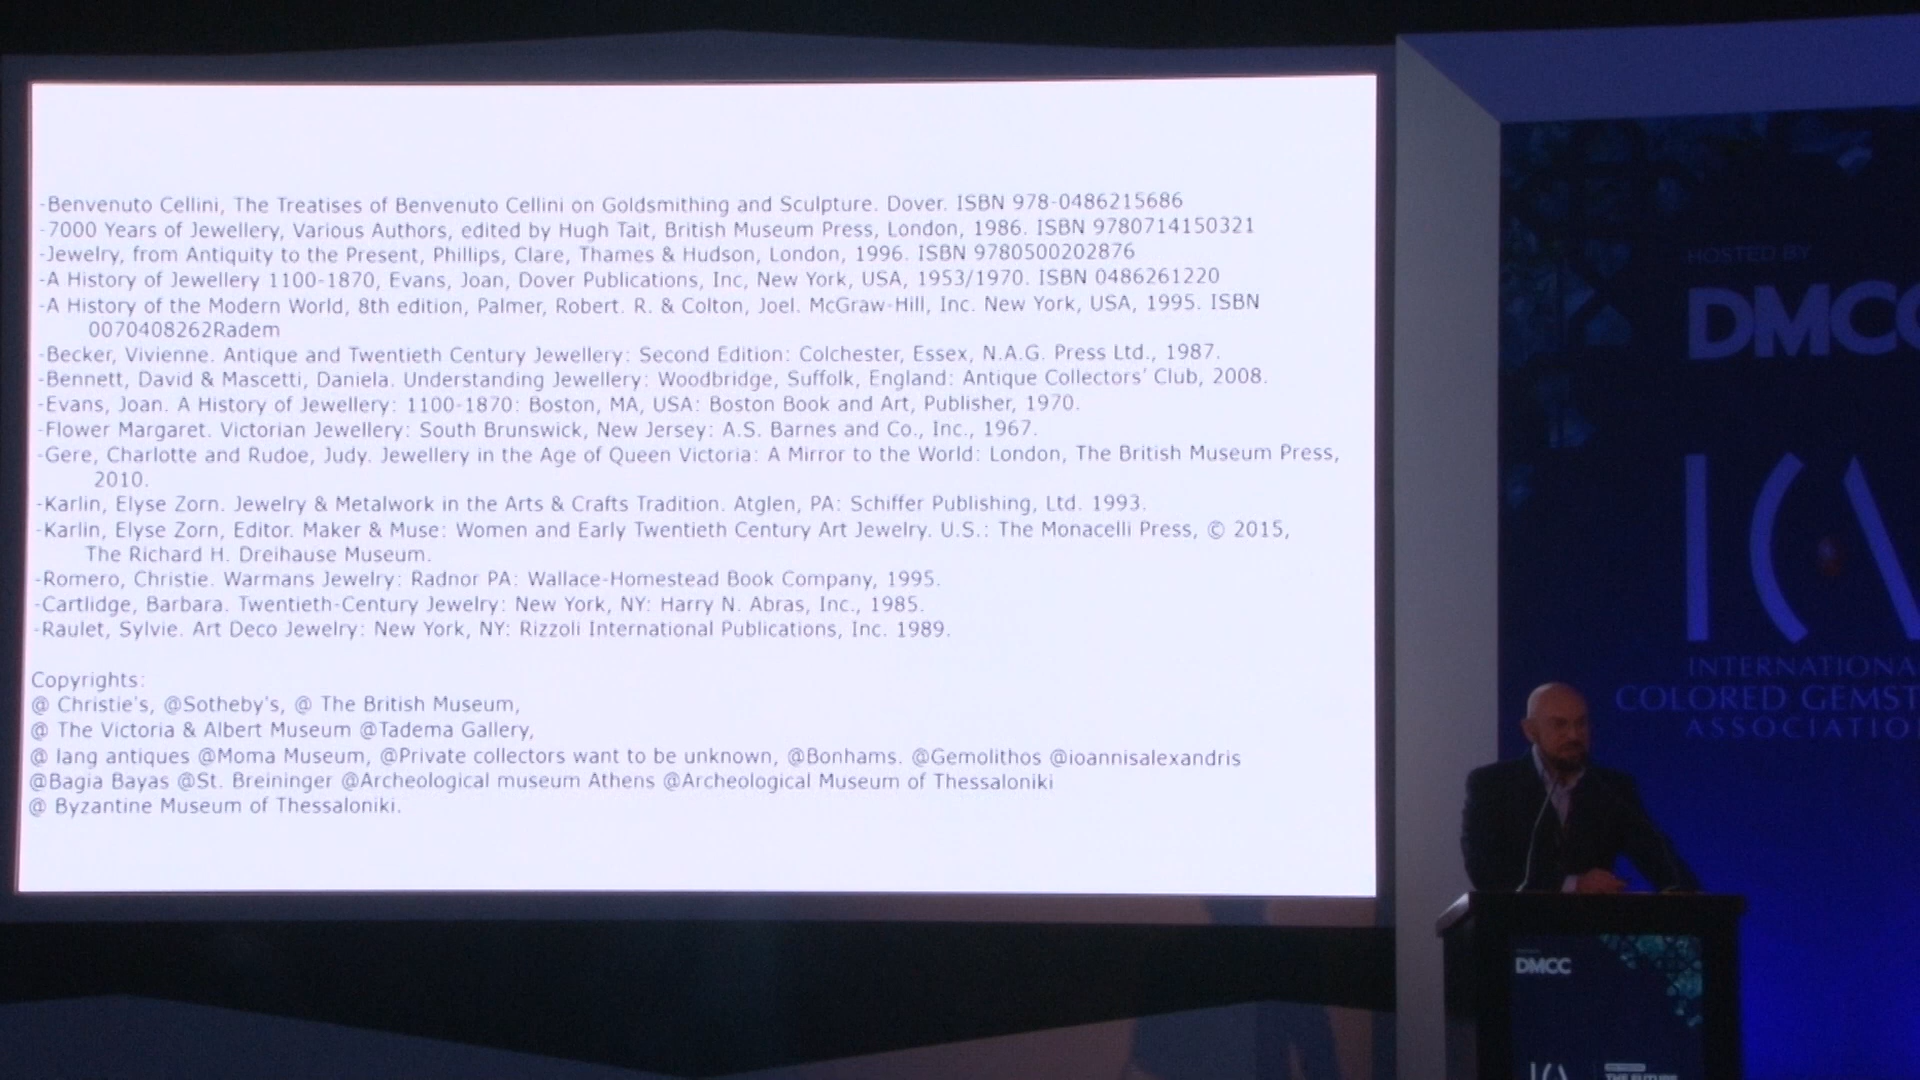 -Benvenuto Cellini, The Treatises of Benvenuto Cellini on Goldsmithing and Sculpture. Dover. ISBN 978-0486215686
-7000 Years of Jewellery, Various Authors, edited by Hugh Tait, British Museum Press, London, 1986. ISBN 9780714150321
-Jewelry, from Antiquity to the Present, Phillips, Clare, Thames & Hudson, London, 1996. ISBN 9780500202876
-A History of Jewellery 1100-1870, Evans, Joan, Dover Publications, Inc, New York, USA, 1953/1970. ISBN 0486261220
-A History of the Modern World, 8th edition, Palmer, Robert. R. & Colton, Joel. McGraw-Hill, Inc. New York, USA, 1995. ISBN
0070408262Radem
-Becker, Vivienne. Antique and Twentieth Century Jewellery: Second Edition: Colchester, Essex, N.A.G. Press Ltd., 1987.
-Bennett, David & Mascetti, Daniela. Understanding Jewellery: Woodbridge, Suffolk, England: Antique Collectors' Club, 2008.
-Evans, Joan. A History of Jewellery: 1100-1870: Boston, MA, USA: Boston Book and Art, Publisher, 1970.
-Flower Margaret. Victorian Jewellery: South Brunswick, New Jersey: A.S. Barnes and Co., Inc., 1967.
-Gere, Charlotte and Rudoe, Judy. Jewellery in the Age of Queen Victoria: A Mirror to the World: London, The British Museum Press,
2010.
-Karlin, Elyse Zorn. Jewelry & Metalwork in the Arts & Crafts Tradition. Atglen, PA: Schiffer Publishing, Ltd. 1993.
-Karlin, Elyse Zorn, Editor. Maker & Muse: Women and Early Twentieth Century Art Jewelry. U.S.: The Monacelli Press, © 2015,
The Richard H. Dreihause Museum.
-Romero, Christie. Warmans Jewelry: Radnor PA: Wallace-Homestead Book Company, 1995.
-Cartlidge, Barbara. Twentieth-Century Jewelry: New York, NY: Harry N. Abras, Inc., 1985.
-Raulet, Sylvie. Art Deco Jewelry: New York, NY: Rizzoli International Publications, Inc. 1989.
Copyrights:
@ Christie's, @Sotheby's, @ The British Museum,
@ The Victoria & Albert Museum @Tadema Gallery,
@ lang antiques @Moma Museum, @Private collectors want to be unknown, @Bonhams. @Gemolithos @ioannisalexandris
@Bagia Bayas @St. Breininger @Archeological museum Athens @Archeological Museum of Thessaloniki
@ Byzantine Museum of Thessaloniki.
HOSTED BY
DMCC
ICA
INTERNATIONA
COLORED GEMST
ASSOCIATIO
DMCC
ICA
THE FUTURE